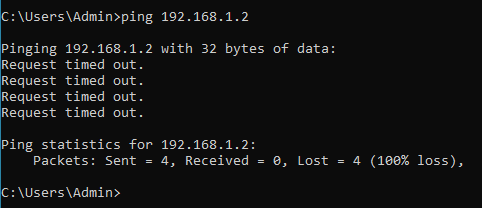 C:\Users\Admin>ping 192.168.1.2
Pinging 192.168.1.2 with 32 bytes of data:
Request timed out.
Request timed out.
Request timed out.
Request timed out.
Ping statistics for 192.168.1.2:
    Packets: Sent = 4, Received = 0, Lost = 4 (100% loss),
C:\Users\Admin>